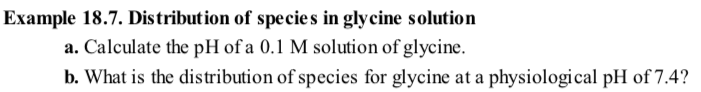 Example 18.7. Distribution of species in glycine solution
a. Calculate the pH of a 0.1 M solution of glycine.
b. What is the distribution of species for glycine at a physiological pH of 7.4?